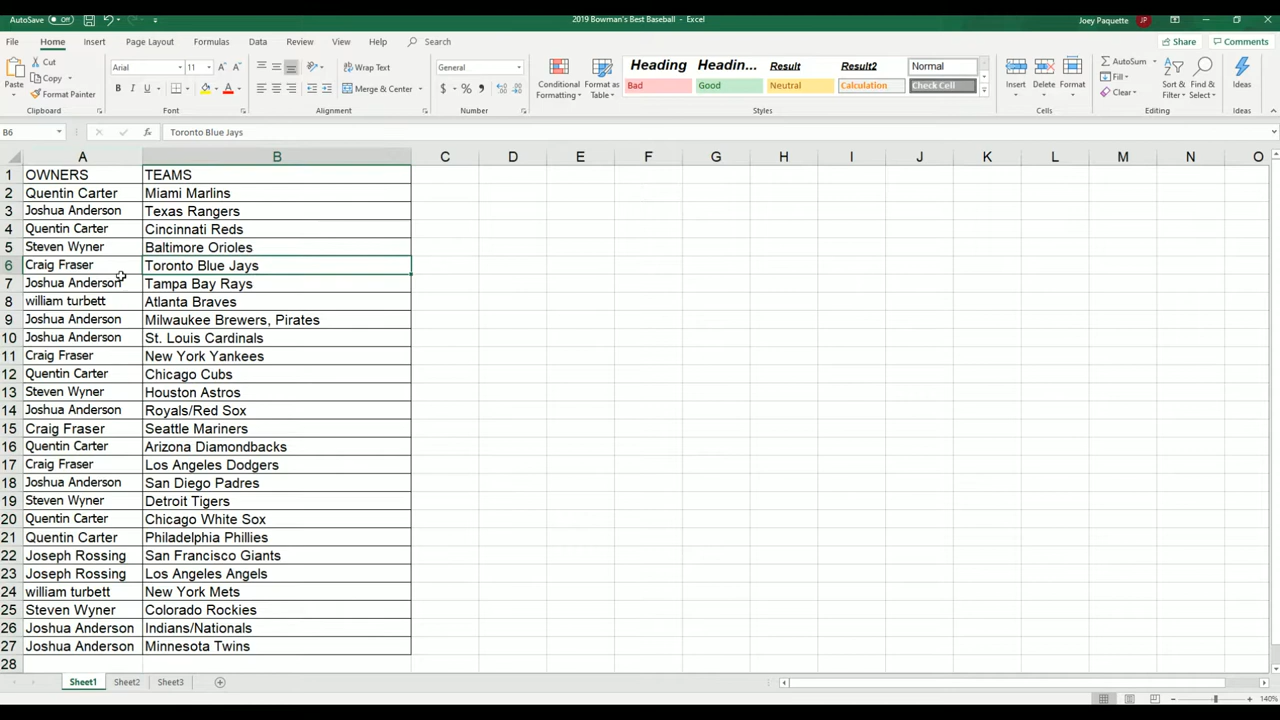 AutoSave Off 2019 Bowman's Best Baseball - Excel Joey Paquette JP
File Home Insert Page Layout Formulas Data Review View Help Search Share Comments
Paste Cut Copy Format Painter Clipboard
Arial 11 A A B I U A Font
Wrap Text Merge & Center Alignment
General $ % Number
Conditional Formatting Format as Table
Heading Headin... Result Result2 Normal
Bad Good Neutral Calculation Check Cell
Styles
Insert Delete Format Cells
AutoSum Fill Clear Sort & Filter Find & Select Editing
Ideas Ideas
B6 fx Toronto Blue Jays
A B C D E F G H I J K L M N O
1 OWNERS TEAMS
2 Quentin Carter Miami Marlins
3 Joshua Anderson Texas Rangers
4 Quentin Carter Cincinnati Reds
5 Steven Wyner Baltimore Orioles
6 Craig Fraser Toronto Blue Jays
7 Joshua Anderson Tampa Bay Rays
8 william turbett Atlanta Braves
9 Joshua Anderson Milwaukee Brewers, Pirates
10 Joshua Anderson St. Louis Cardinals
11 Craig Fraser New York Yankees
12 Quentin Carter Chicago Cubs
13 Steven Wyner Houston Astros
14 Joshua Anderson Royals/Red Sox
15 Craig Fraser Seattle Mariners
16 Quentin Carter Arizona Diamondbacks
17 Craig Fraser Los Angeles Dodgers
18 Joshua Anderson San Diego Padres
19 Steven Wyner Detroit Tigers
20 Quentin Carter Chicago White Sox
21 Quentin Carter Philadelphia Phillies
22 Joseph Rossing San Francisco Giants
23 Joseph Rossing Los Angeles Angels
24 william turbett New York Mets
25 Steven Wyner Colorado Rockies
26 Joshua Anderson Indians/Nationals
27 Joshua Anderson Minnesota Twins
28
Sheet1 Sheet2 Sheet3
140%